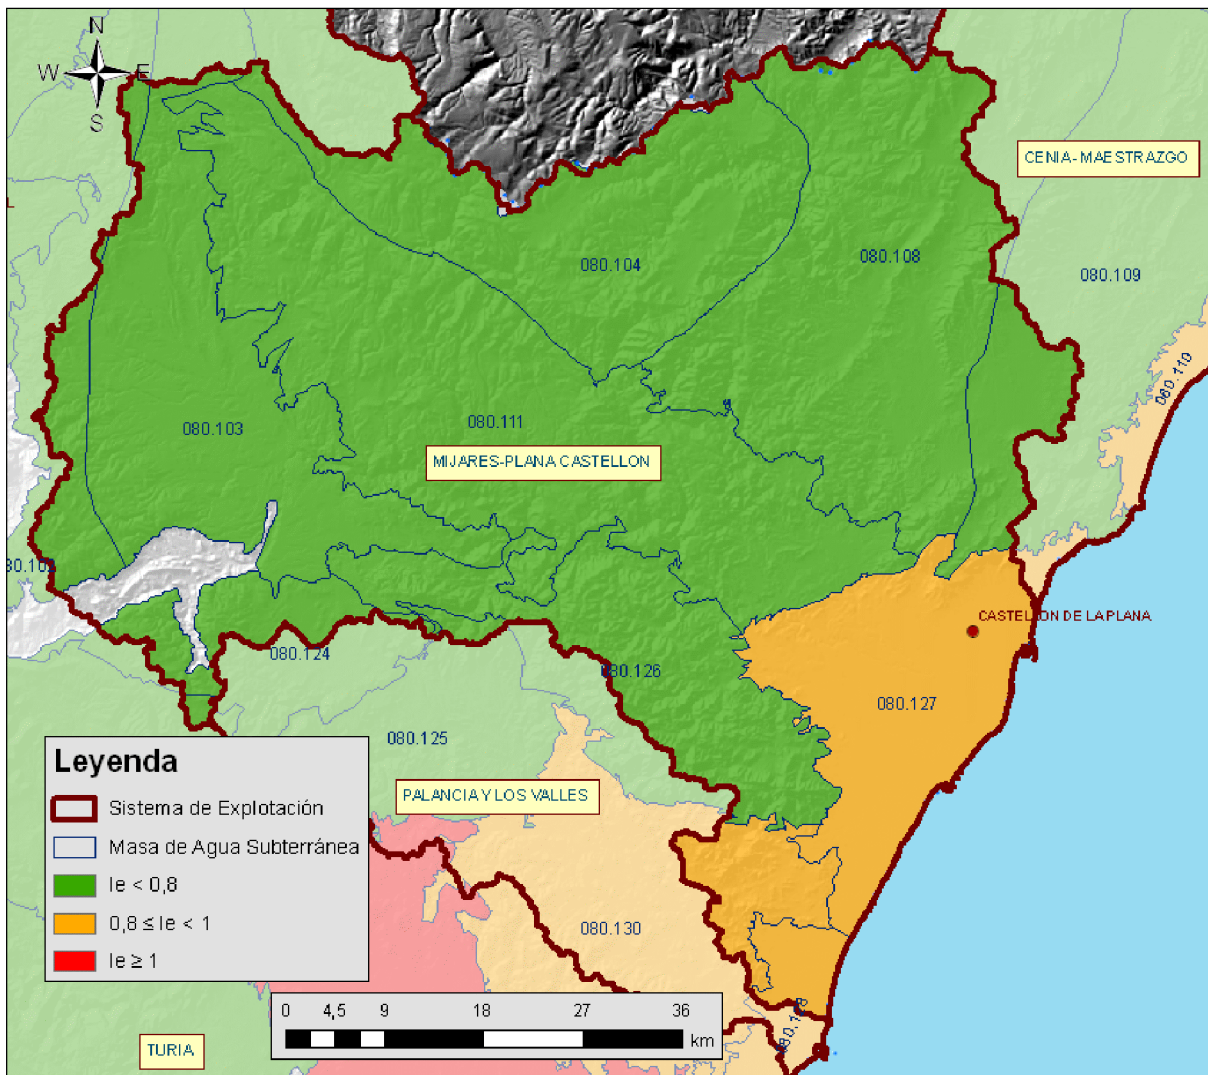 N
W E
S
CENIA-MAESTRAZGO
L
080.104
080.108
080.109
080.110
080.103
080.111
MIJARES-PLANA CASTELLON
CASTELLON DE LA PLANA
080.124
080.126
080.127
080.125
PALANCIA Y LOS VALLES
Leyenda
Sistema de Explotación
Masa de Agua Subterránea
Ie < 0,8
0,8 ≤ Ie < 1
Ie ≥ 1
080.130
0 4,5 9 18 27 36
km
TURIA